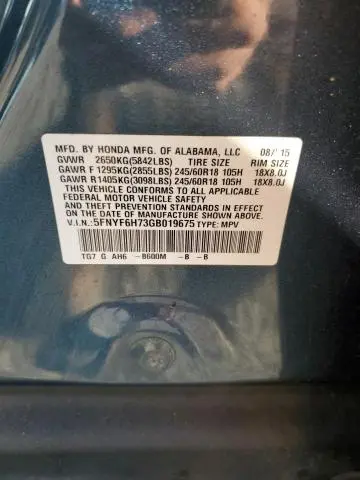 MFD. BY HONDA MFG. OF ALABAMA, LLC 08/'15
GVWR 2650KG(5842LBS) TIRE SIZE RIM SIZE
GAWR F 1295KG(2855LBS) 245/60R18 105H 18X8.0J
GAWR R1405KG(3098LBS) 245/60R18 105H 18X8.0J
THIS VEHICLE CONFORMS TO ALL APPLICABLE
FEDERAL MOTOR VEHICLE SAFETY
AND THEFT PREVENTION STANDARDS IN EFFECT
ON THE DATE OF MANUFACTURE SHOWN ABOVE.
V.I.N.:5FNYF6H73GB019675 TYPE: MPV
TG7 G AH6 -B600M -B -B